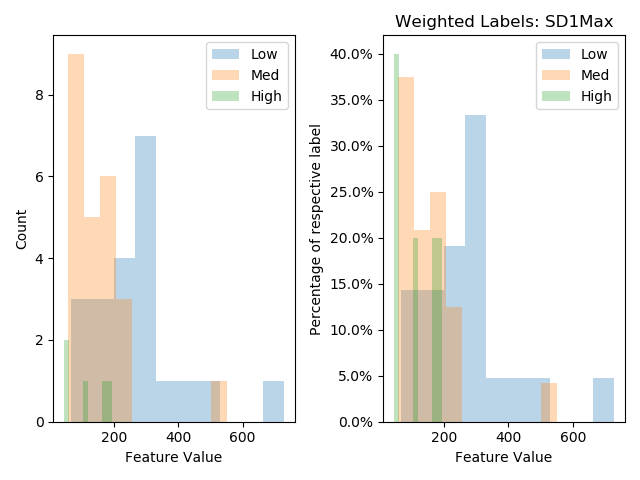 Weighted Labels: SD1Max
Low
Med
High
Count
8
6
4
2
0
200
400
600
Feature Value
Low
Med
High
Percentage of respective label
40.0%
35.0%
30.0%
25.0%
20.0%
15.0%
10.0%
5.0%
0.0%
200
400
600
Feature Value